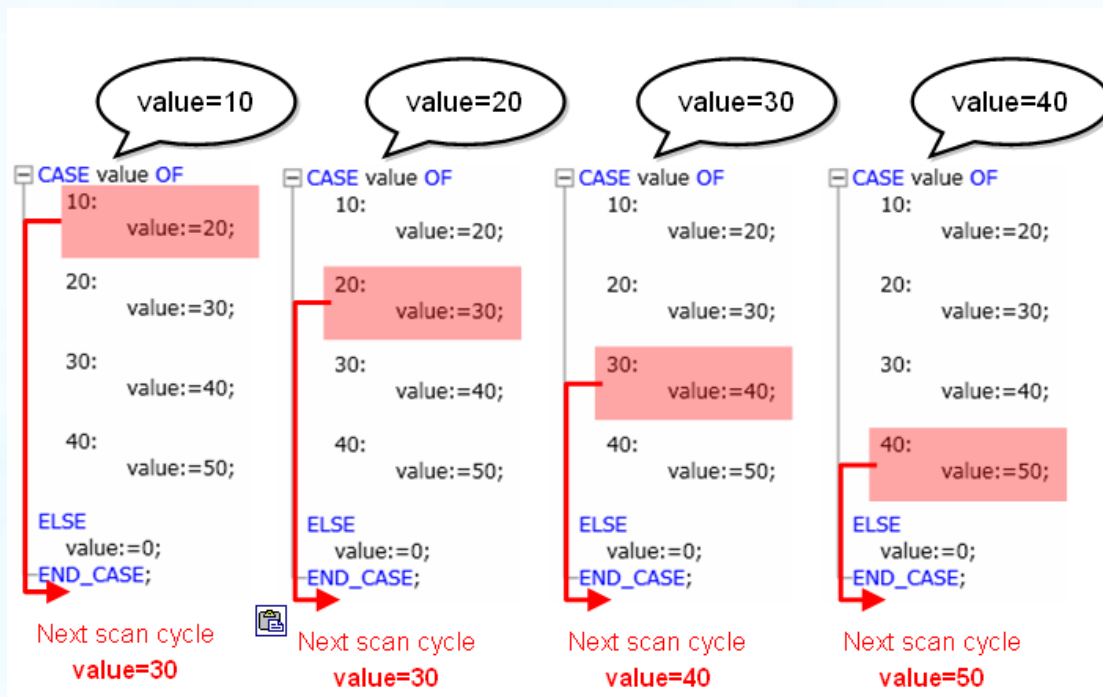 value=10
CASE value OF
10:
value:=20;
20:
value:=30;
30:
value:=40;
40:
value:=50;
ELSE
value:=0;
END_CASE;
Next scan cycle
value=30
value=20
CASE value OF
10:
value:=20;
20:
value:=30;
30:
value:=40;
40:
value:=50;
ELSE
value:=0;
END_CASE;
Next scan cycle
value=30
value=30
CASE value OF
10:
value:=20;
20:
value:=30;
30:
value:=40;
40:
value:=50;
ELSE
value:=0;
END_CASE;
Next scan cycle
value=40
value=40
CASE value OF
10:
value:=20;
20:
value:=30;
30:
value:=40;
40:
value:=50;
ELSE
value:=0;
END_CASE;
Next scan cycle
value=50